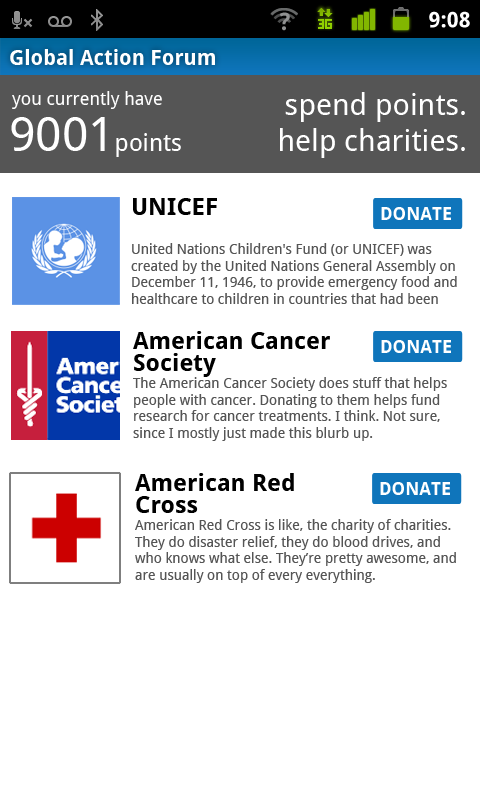 3G
9:08
Global Action Forum
you currently have
9001 points
spend points.
help charities.
UNICEF
DONATE
United Nations Children's Fund (or UNICEF) was
created by the United Nations General Assembly on
December 11, 1946, to provide emergency food and
healthcare to children in countries that had been
Amer
Cance
Societ
American Cancer
Society
DONATE
The American Cancer Society does stuff that helps
people with cancer. Donating to them helps fund
research for cancer treatments. I think. Not sure,
since I mostly just made this blurb up.
American Red
Cross
DONATE
American Red Cross is like, the charity of charities.
They do disaster relief, they do blood drives, and
who knows what else. They’re pretty awesome, and
are usually on top of every everything.